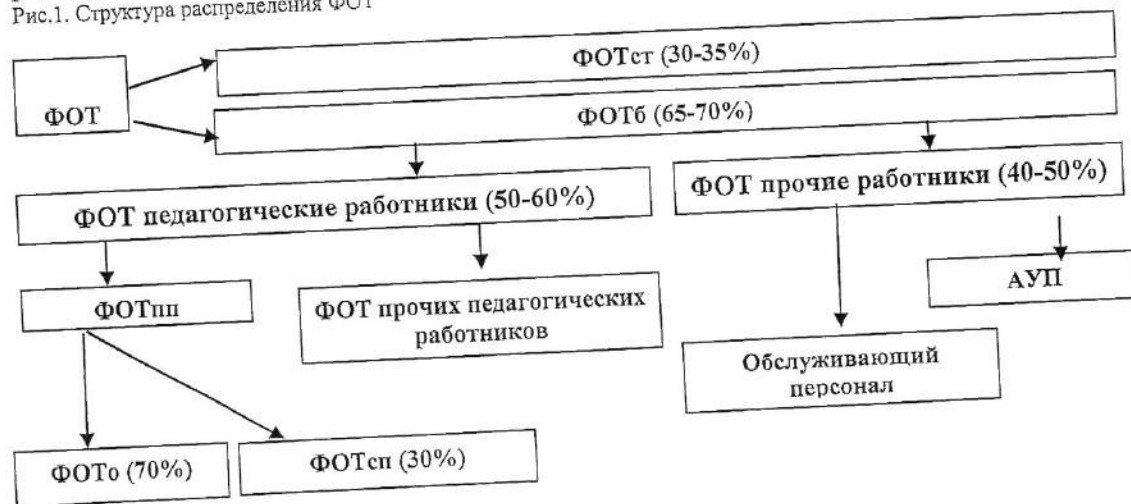 Рис.1. Структура распределения ФОТ
ФОТ
ФОТст (30-35%)
ФОТб (65-70%)
ФОТ педагогические работники (50-60%)
ФОТ прочие работники (40-50%)
ФОТпп
ФОТ прочих педагогических
работников
АУП
Обслуживающий
персонал
ФОТо (70%)
ФОТсп (30%)